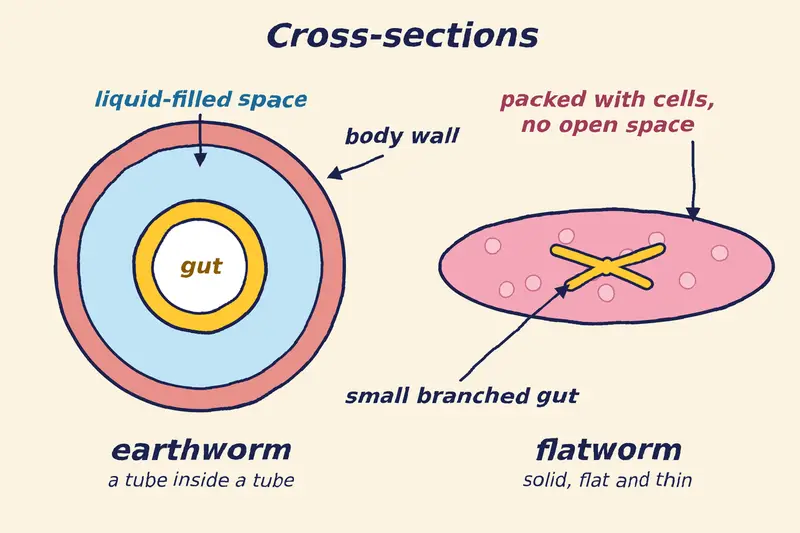 Cross-sections
liquid-filled space
body wall
packed with cells,
no open space
gut
small branched gut
earthworm
a tube inside a tube
flatworm
solid, flat and thin